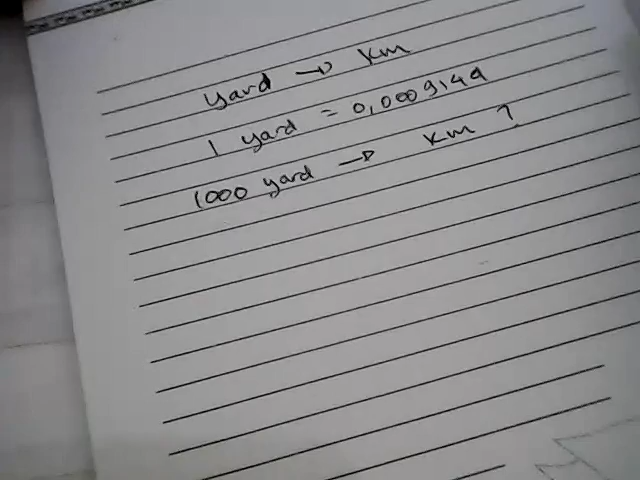 yard → km
1 yard = 0,0009144
1000 yard → km ?